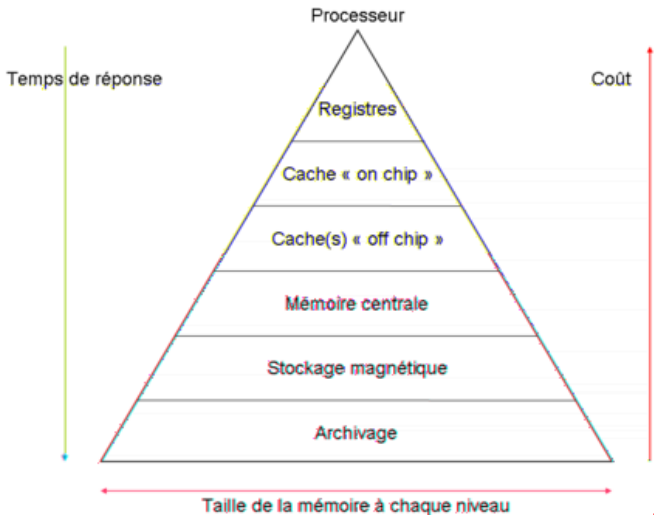 Processeur
Temps de réponse
Coût
Registres
Cache « on chip »
Cache(s) « off chip »
Mémoire centrale
Stockage magnétique
Archivage
Taille de la mémoire à chaque niveau